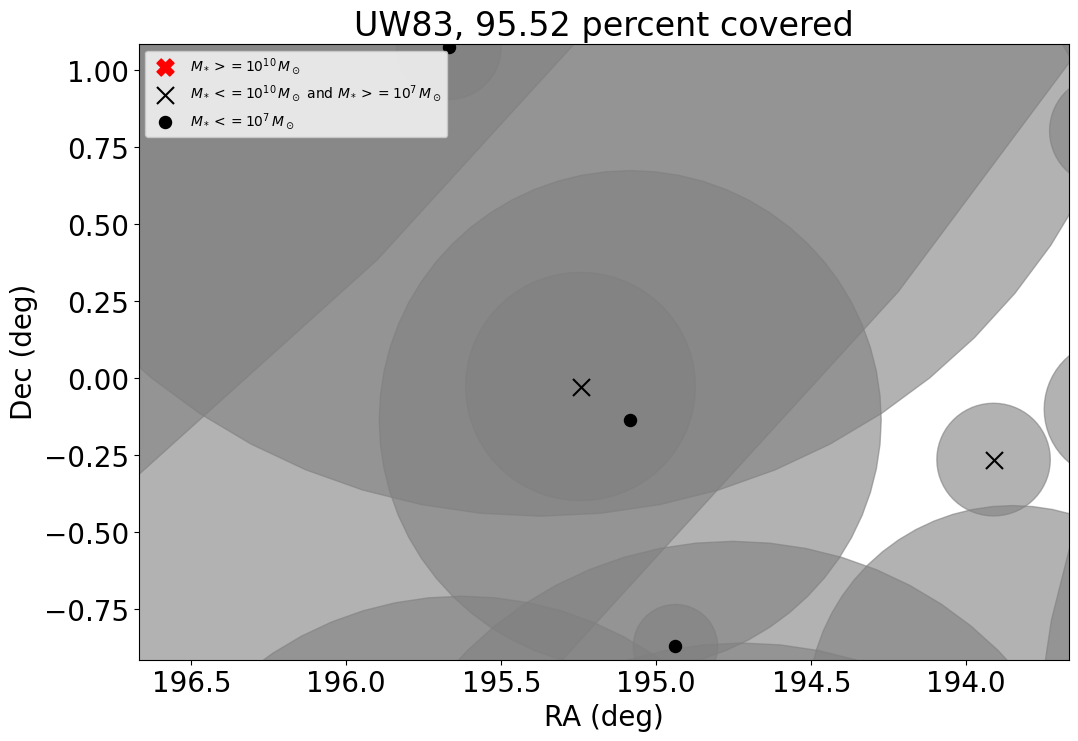 UW83, 95.52 percent covered
M* >= 10^10 M⊙
M* <= 10^10 M⊙ and M* >= 10^7 M⊙
M* <= 10^7 M⊙
1.00
0.75
0.50
0.25
0.00
−0.25
−0.50
−0.75
Dec (deg)
196.5 196.0 195.5 195.0 194.5 194.0
RA (deg)